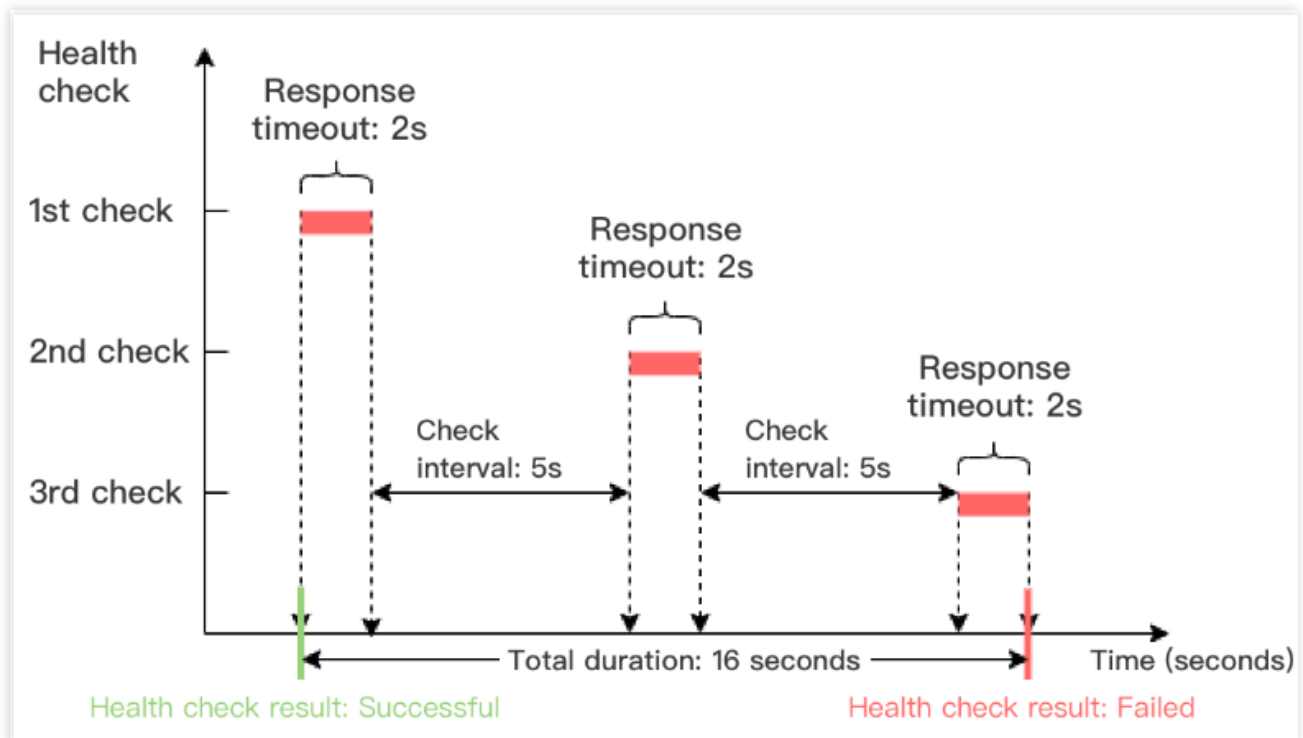 Health
check
Response
timeout: 2s
1st check
Response
timeout: 2s
2nd check
Response
timeout: 2s
Check
interval: 5s
Check
interval: 5s
3rd check
Total duration: 16 seconds
Time (seconds)
Health check result: Successful
Health check result: Failed